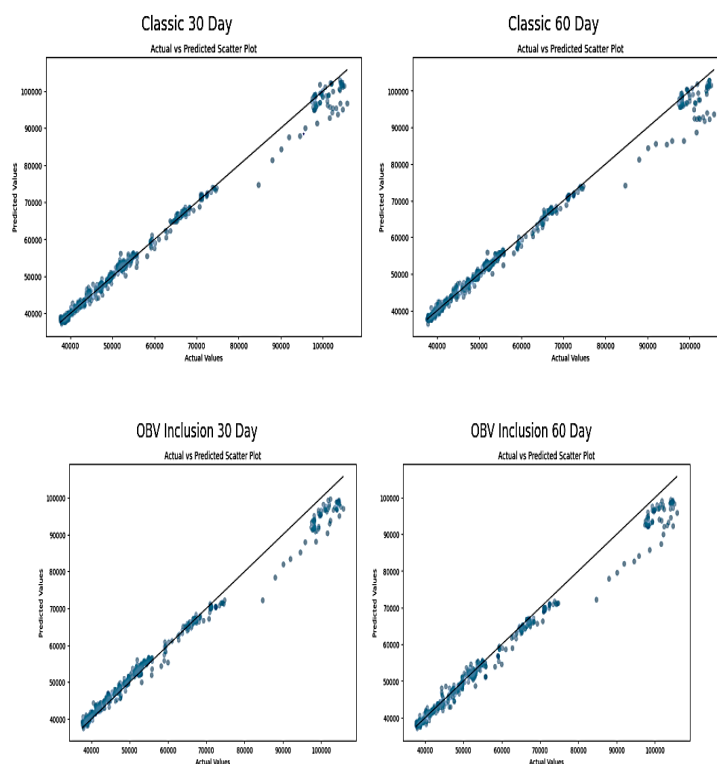 Classic 30 Day
Classic 60 Day
Actual vs Predicted Scatter Plot
Actual vs Predicted Scatter Plot
Predicted Values
100000
90000
80000
70000
60000
50000
40000
40000 50000 60000 70000 80000 90000 100000
Actual Values
Predicted Values
100000
90000
80000
70000
60000
50000
40000
40000 50000 60000 70000 80000 90000 100000
Actual Values
OBV Inclusion 30 Day
OBV Inclusion 60 Day
Actual vs Predicted Scatter Plot
Actual vs Predicted Scatter Plot
Predicted Values
100000
90000
80000
70000
60000
50000
40000
40000 50000 60000 70000 80000 90000 100000
Actual Values
Predicted Values
100000
90000
80000
70000
60000
50000
40000
40000 50000 60000 70000 80000 90000 100000
Actual Values